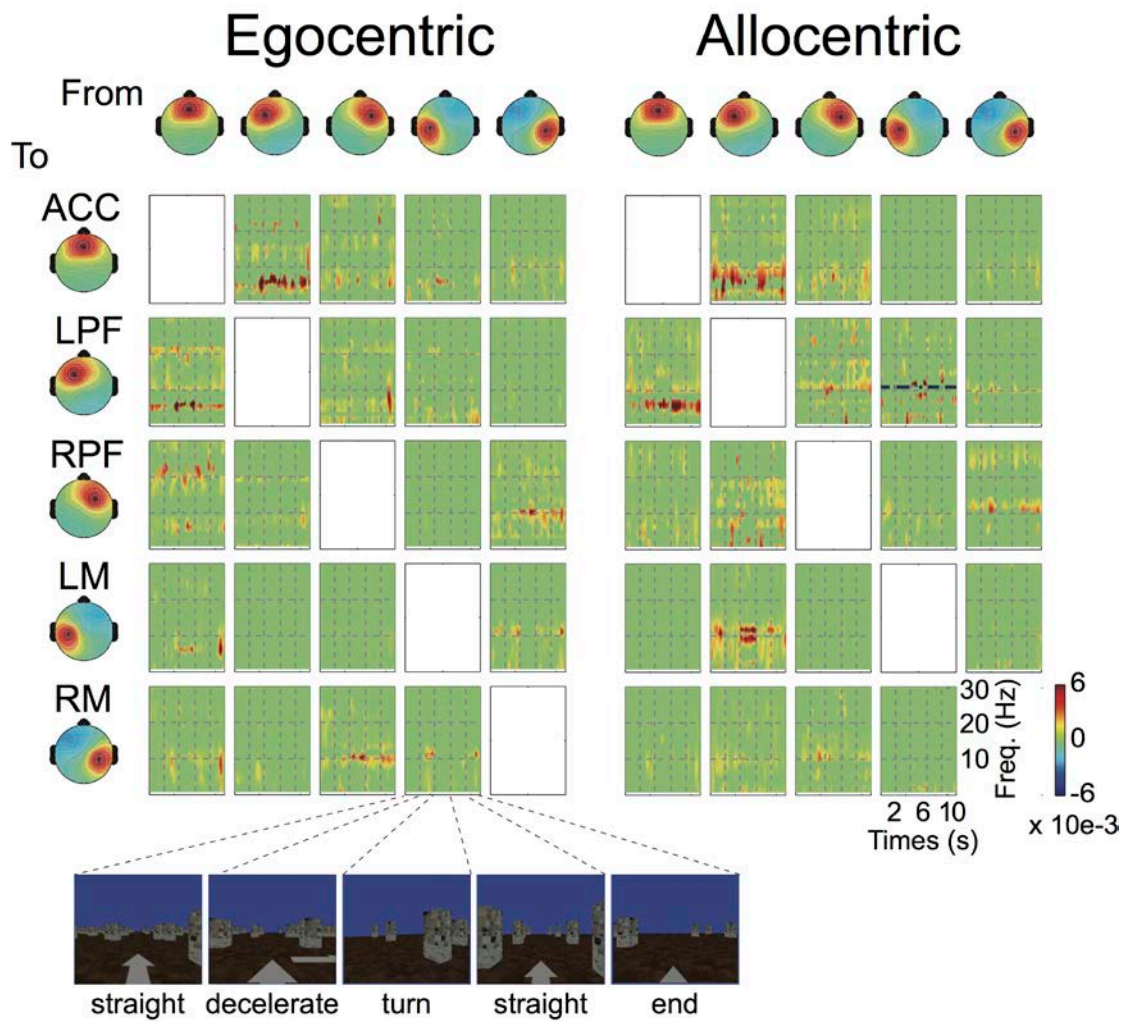 Egocentric Allocentric
From
To
ACC
LPF
RPF
LM
RM
30
20
10
Freq. (Hz)
2 6 10
Times (s)
6
0
-6
x 10e-3
straight decelerate turn straight end